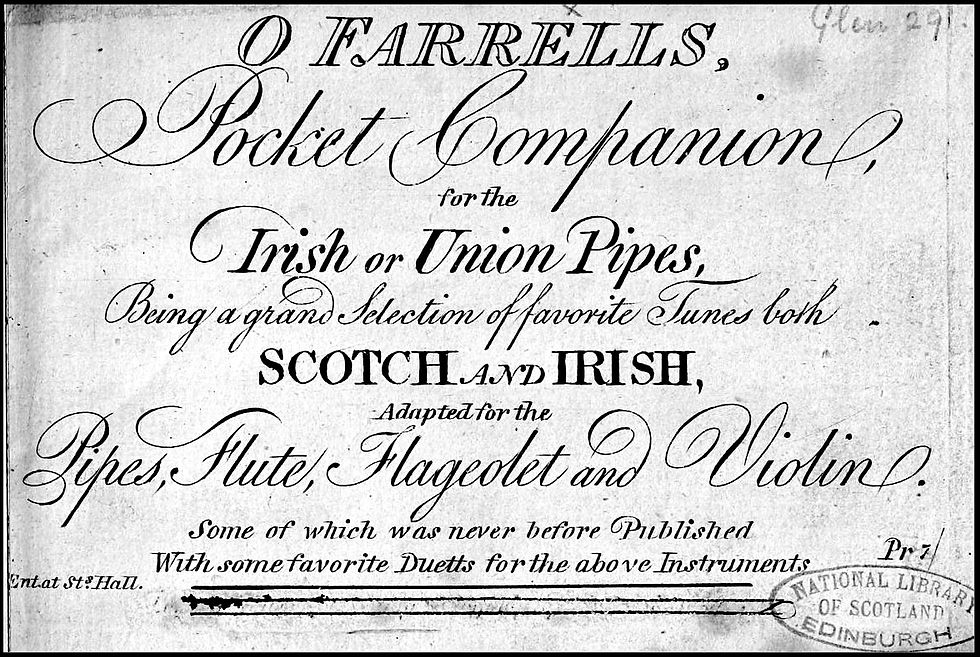 Glen 291.
O FARRELLS,
Pocket Companion,
for the
Irish or Union Pipes,
Being a grand Selection of favorite Tunes both
SCOTCH AND IRISH,
Adapted for the
Pipes, Flute, Flageolet and Violin.
Some of which was never before Published
With some favorite Duetts for the above Instruments
Pr 7/
Ent. at Sta. Hall.
NATIONAL LIBRARY
OF SCOTLAND
EDINBURGH